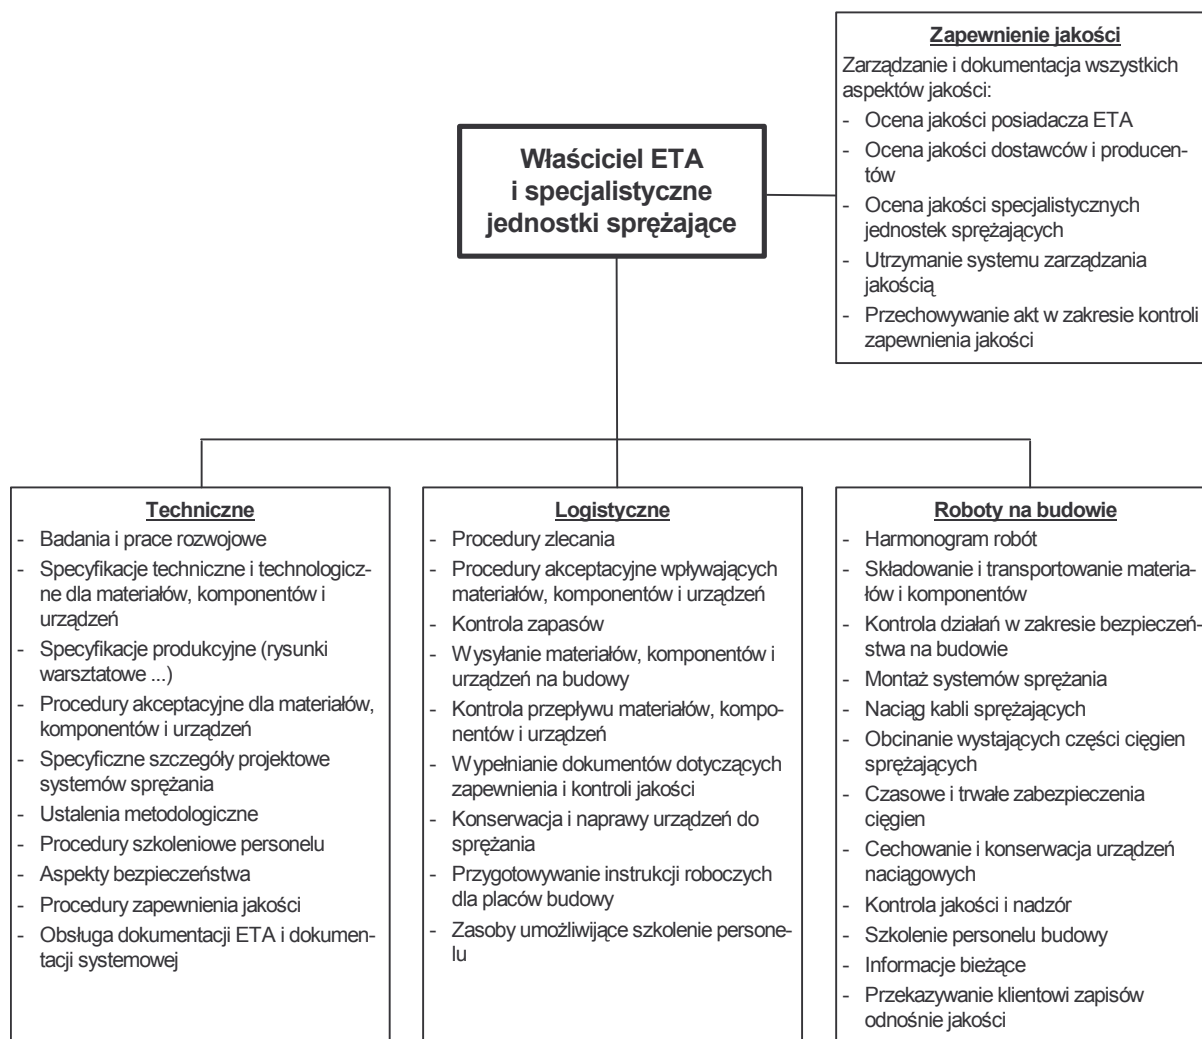 Zapewnienie jakości
Zarządzanie i dokumentacja wszystkich
aspektów jakości:
- Ocena jakości posiadacza ETA
- Ocena jakości dostawców i producen-
tów
- Ocena jakości specjalistycznych
jednostek sprężających
- Utrzymanie systemu zarządzania
jakością
- Przechowywanie akt w zakresie kontroli
zapewnienia jakości
Właściciel ETA
i specjalistyczne
jednostki sprężające
Techniczne
- Badania i prace rozwojowe
- Specyfikacje techniczne i technologicz-
ne dla materiałów, komponentów i
urządzeń
- Specyfikacje produkcyjne (rysunki
warsztatowe ...)
- Procedury akceptacyjne dla materiałów,
komponentów i urządzeń
- Specyficzne szczegóły projektowe
systemów sprężania
- Ustalenia metodologiczne
- Procedury szkoleniowe personelu
- Aspekty bezpieczeństwa
- Procedury zapewnienia jakości
- Obsługa dokumentacji ETA i dokumen-
tacji systemowej
Logistyczne
- Procedury zlecania
- Procedury akceptacyjne wpływających
materiałów, komponentów i urządzeń
- Kontrola zapasów
- Wysyłanie materiałów, komponentów i
urządzeń na budowy
- Kontrola przepływu materiałów, kompo-
nentów i urządzeń
- Wypełnianie dokumentów dotyczących
zapewnienia i kontroli jakości
- Konserwacja i naprawy urządzeń do
sprężania
- Przygotowywanie instrukcji roboczych
dla placów budowy
- Zasoby umożliwijące szkolenie persone-
lu
Roboty na budowie
- Harmonogram robót
- Składowanie i transportowanie materia-
łów i komponentów
- Kontrola działań w zakresie bezpieczeń-
stwa na budowie
- Montaż systemów sprężania
- Naciąg kabli sprężających
- Obcinanie wystających części cięgien
sprężających
- Czasowe i trwałe zabezpieczenia
cięgien
- Cechowanie i konserwacja urządzeń
naciągowych
- Kontrola jakości i nadzór
- Szkolenie personelu budowy
- Informacje bieżące
- Przekazywanie klientowi zapisów
odnośnie jakości